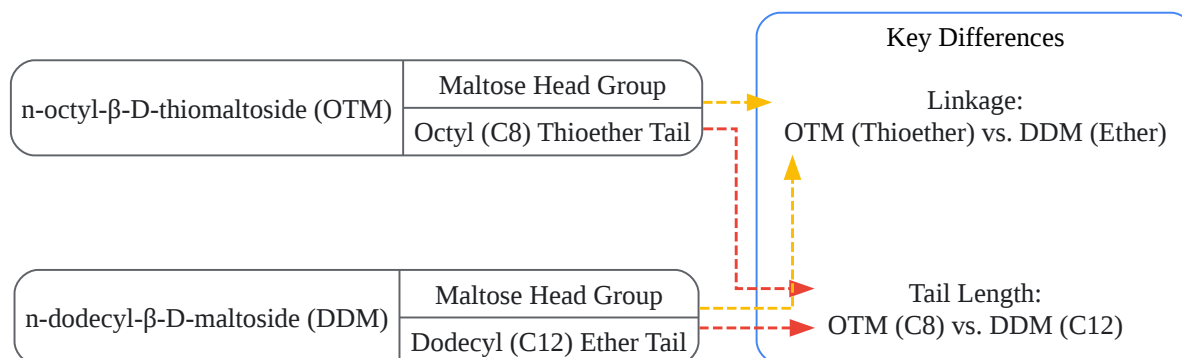 Key Differences
n-octyl-β-D-thiomaltoside (OTM)
Maltose Head Group
Octyl (C8) Thioether Tail
Linkage:
OTM (Thioether) vs. DDM (Ether)
n-dodecyl-β-D-maltoside (DDM)
Maltose Head Group
Dodecyl (C12) Ether Tail
Tail Length:
OTM (C8) vs. DDM (C12)